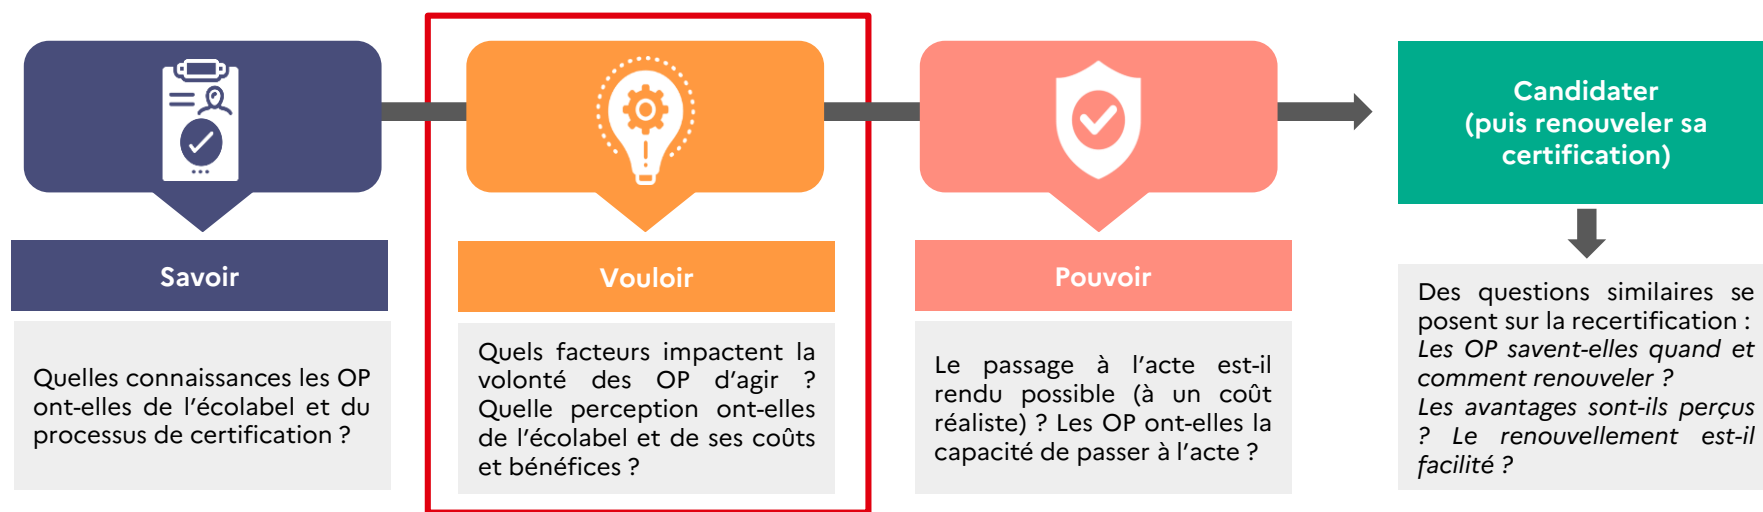 Savoir
Quelles connaissances les OP
ont-elles de l'écolabel et du
processus de certification ?
Vouloir
Quels facteurs impactent la
volonté des OP d'agir ?
Quelle perception ont-elles
de l'écolabel et de ses coûts
et bénéfices ?
Pouvoir
Le passage à l'acte est-il
rendu possible (à un coût
réaliste) ? Les OP ont-elles la
capacité de passer à l'acte ?
Candidater
(puis renouveler sa
certification)
Des questions similaires se
posent sur la recertification :
Les OP savent-elles quand et
comment renouveler ?
Les avantages sont-ils perçus
? Le renouvellement est-il
facilité ?